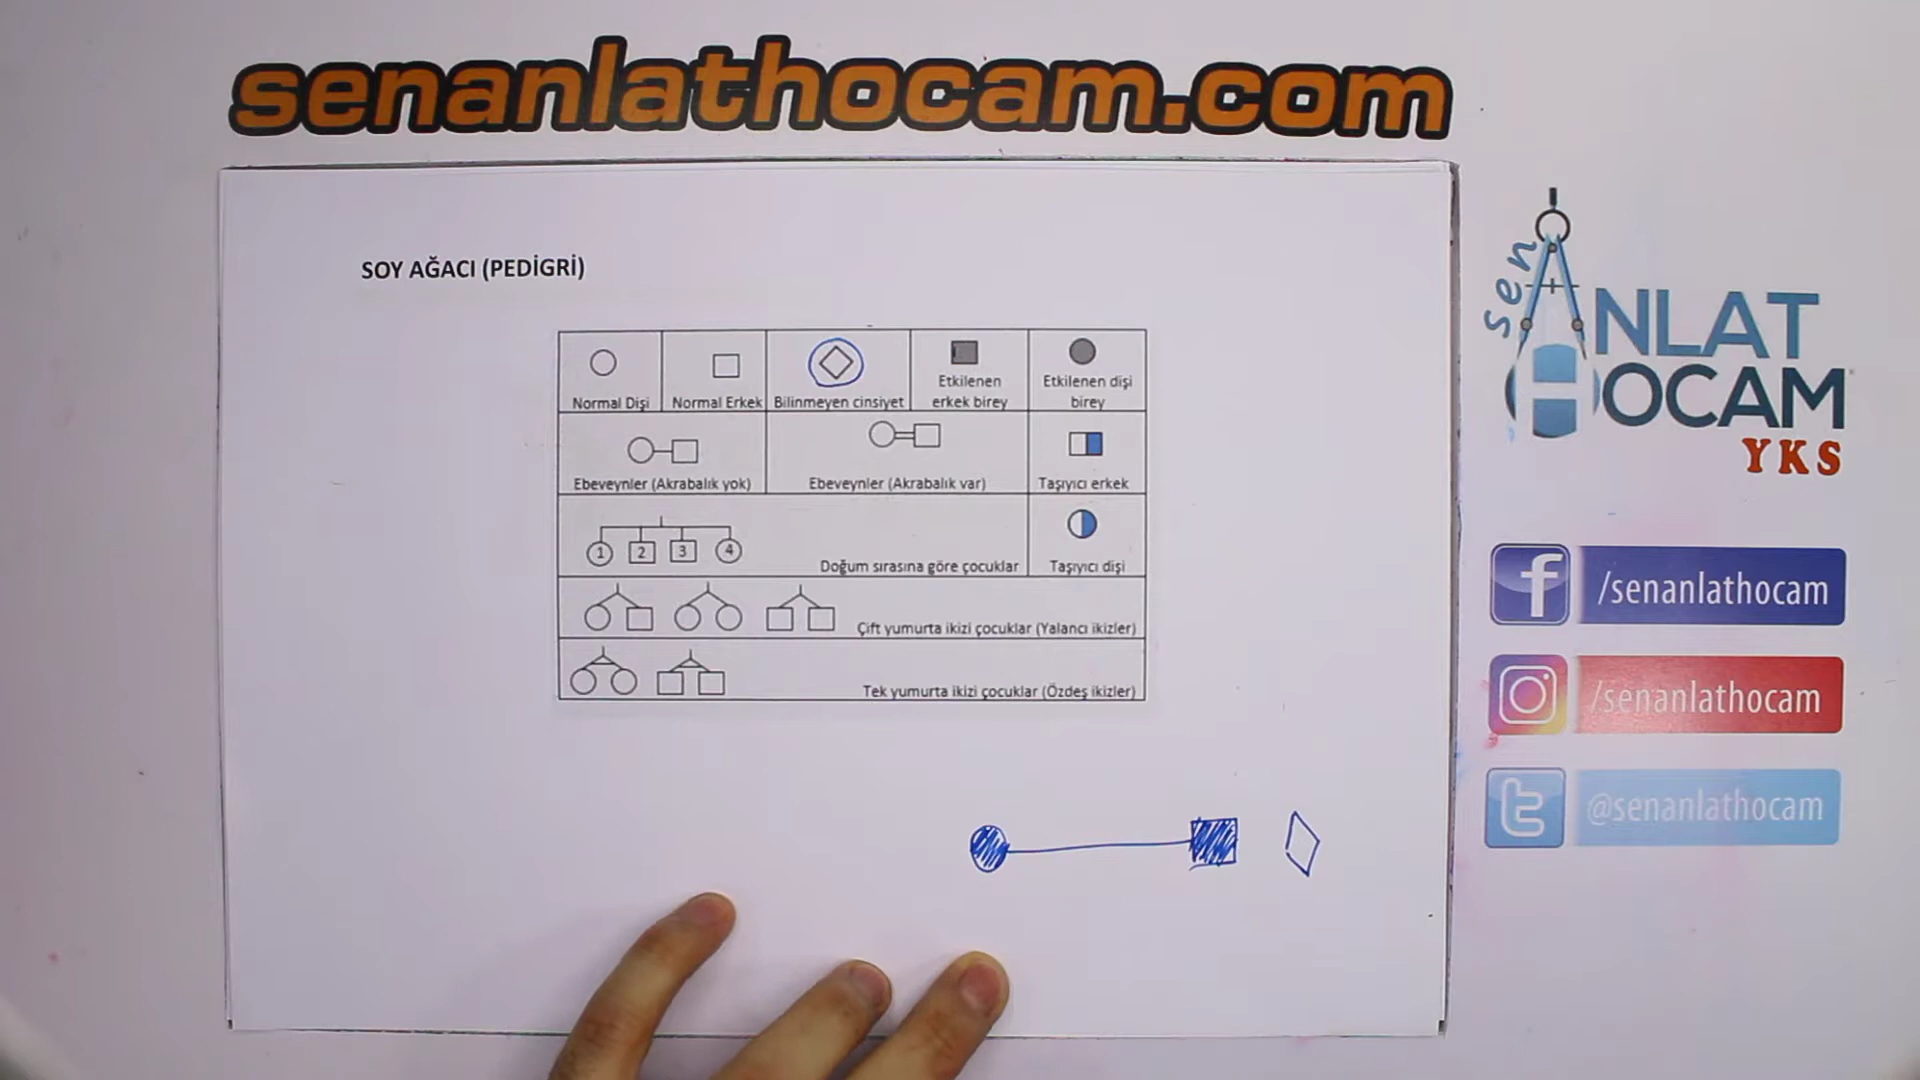 senanlathocam.com
SOY AĞACI (PEDİGRİ)
Normal Dişi
Normal Erkek
Bilinmeyen cinsiyet
Etkilenen
erkek birey
Etkilenen dişi
birey
Ebeveynler (Akrabalık yok)
Ebeveynler (Akrabalık var)
Taşıyıcı erkek
1 2 3 4
Doğum sırasına göre çocuklar
Taşıyıcı dişi
Çift yumurta ikizi çocuklar (Yalancı ikizler)
Tek yumurta ikizi çocuklar (Özdeş ikizler)
sen
ANLAT
HOCAM
YKS
f /senanlathocam
/senanlathocam
t @senanlathocam